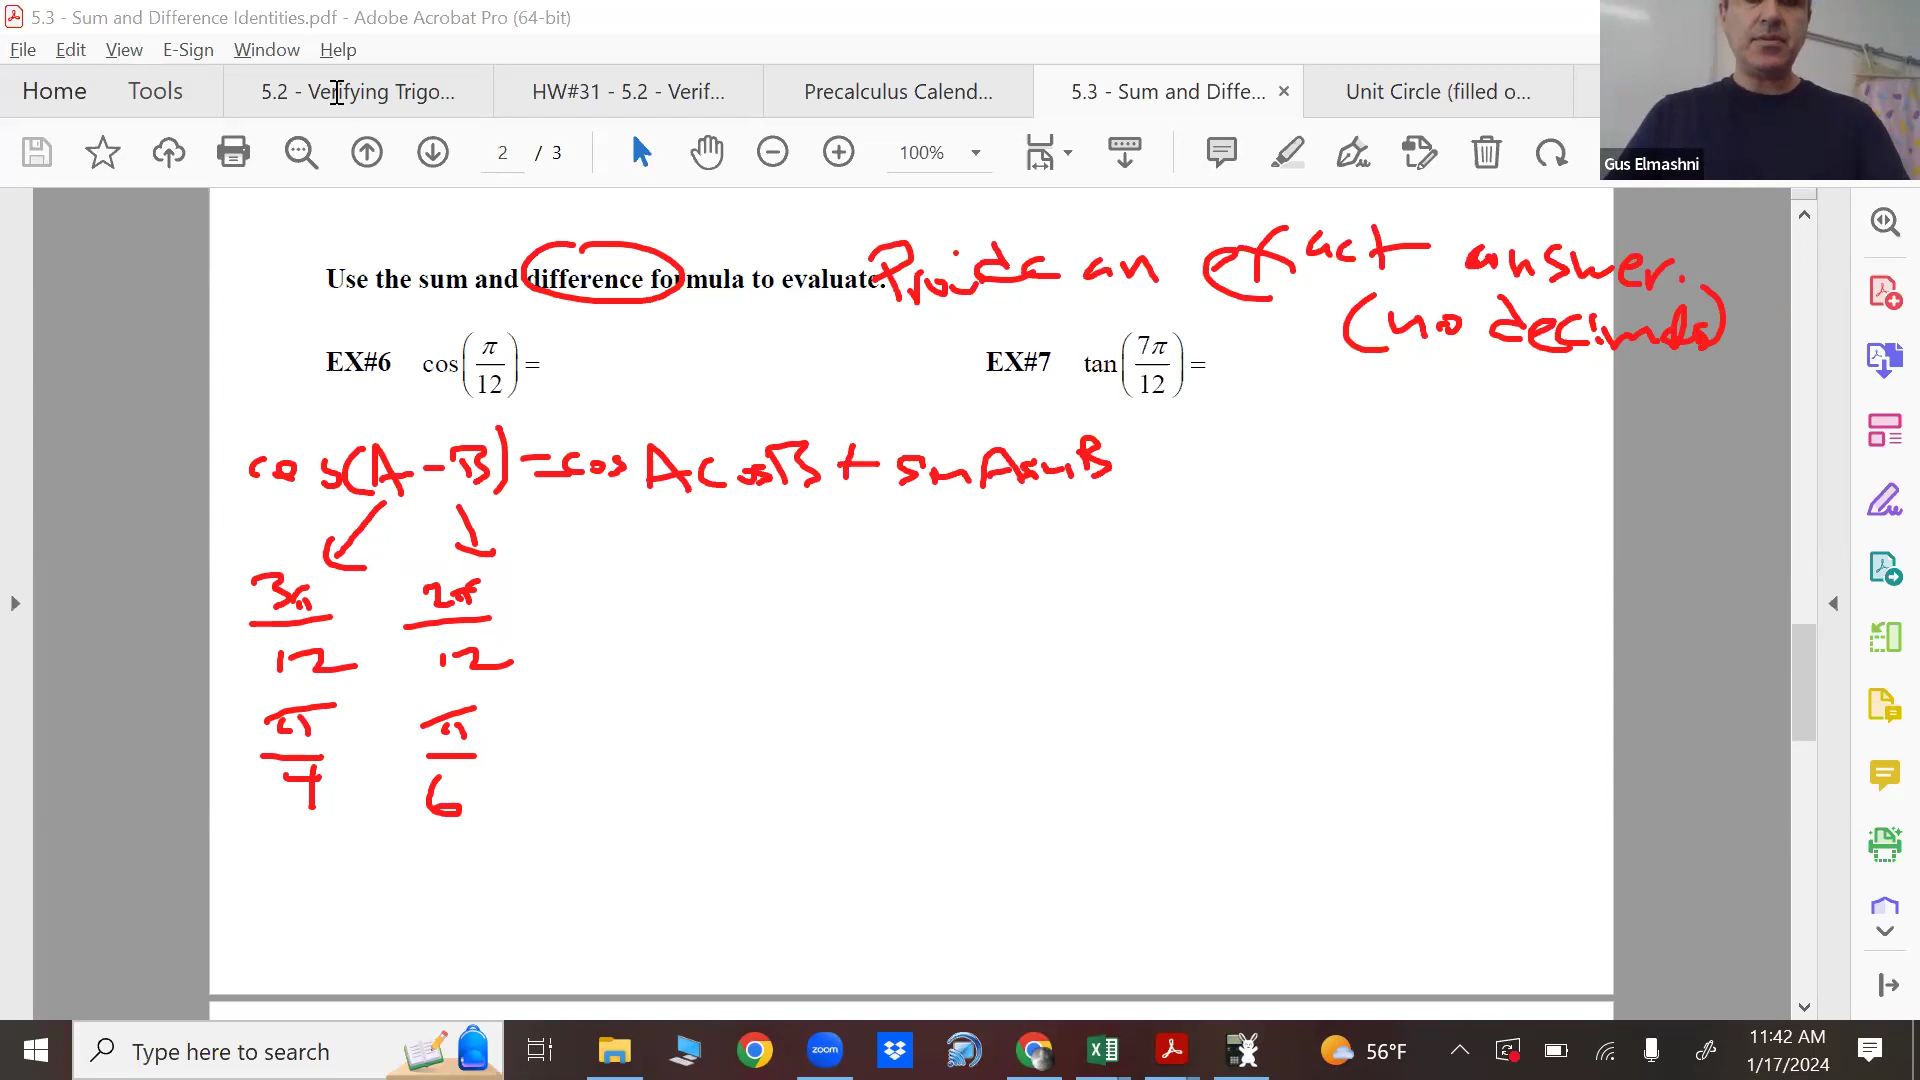 5.3 - Sum and Difference Identities.pdf - Adobe Acrobat Pro (64-bit)
File Edit View E-Sign Window Help
Home Tools 5.2 - Verifying Trigo... HW#31 - 5.2 - Verif... Precalculus Calend... 5.3 - Sum and Diffe... × Unit Circle (filled o...
2 / 3 100%
Gus Elmashni
Use the sum and difference formula to evaluate. Provide an exact answer.
(no decimals)
EX#6 cos(π/12) = EX#7 tan(7π/12) =
cos(A-B) = cosAcosB + sinAsinB
3π/12 2π/12
π/4 π/6
Type here to search zoom 56°F 11:42 AM
1/17/2024